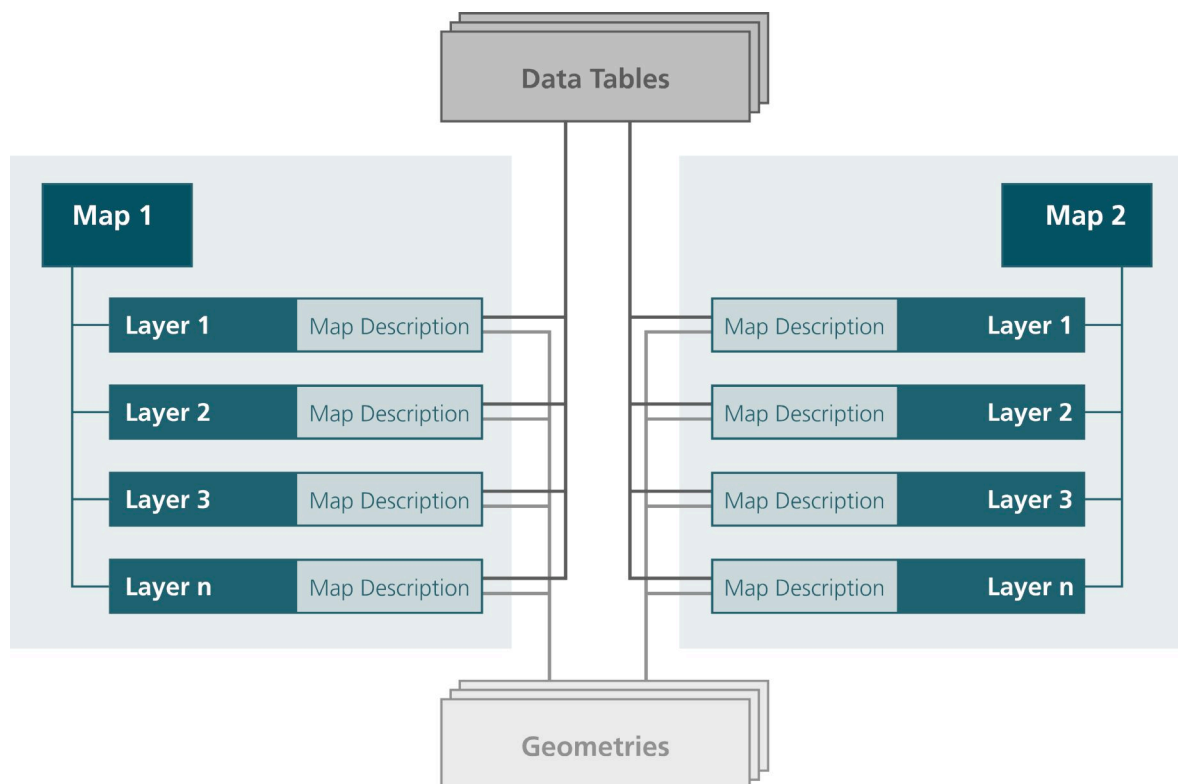 Data Tables
Map 1
Layer 1 Map Description
Layer 2 Map Description
Layer 3 Map Description
Layer n Map Description
Map 2
Map Description Layer 1
Map Description Layer 2
Map Description Layer 3
Map Description Layer n
Geometries